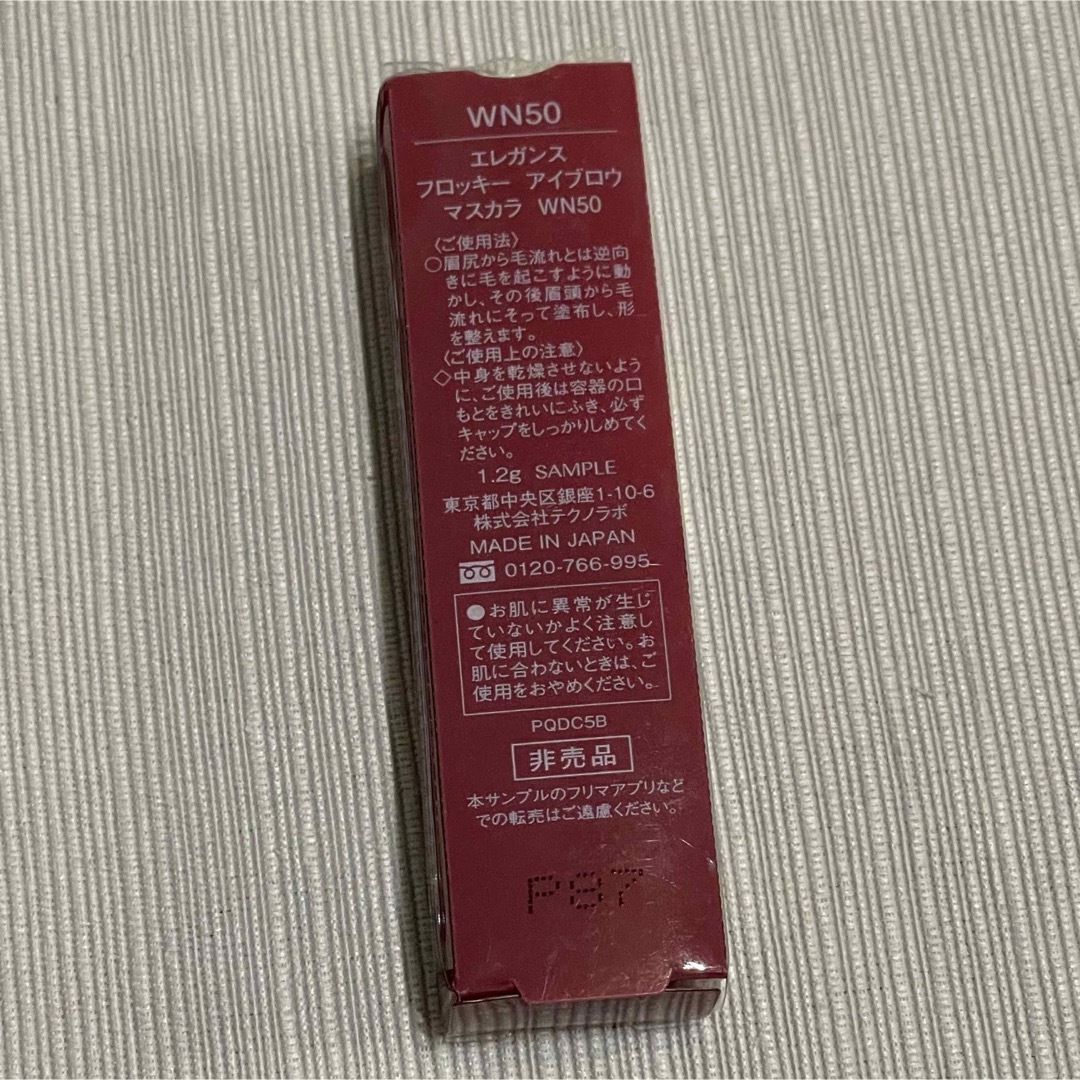 WN50
エレガンス
フロッキー アイブロウ
マスカラ WN50
〈ご使用法〉
○眉尻から毛流れとは逆向
きに毛を起こすように動
かし、その後眉頭から毛
流れにそって塗布し、形
を整えます。
〈ご使用上の注意〉
◇中身を乾燥させないよう
に、ご使用後は容器の口
もとをきれいにふき、必ず
キャップをしっかりしめてく
ださい。
1.2g SAMPLE
東京都中央区銀座1-10-6
株式会社テクノラボ
MADE IN JAPAN
0120-766-995
●お肌に異常が生じ
ていないかよく注意し
て使用してください。お
肌に合わないときは、ご
使用をおやめください。
PQDC5B
非売品
本サンプルのフリマアプリなど
での転売はご遠慮ください。
P87